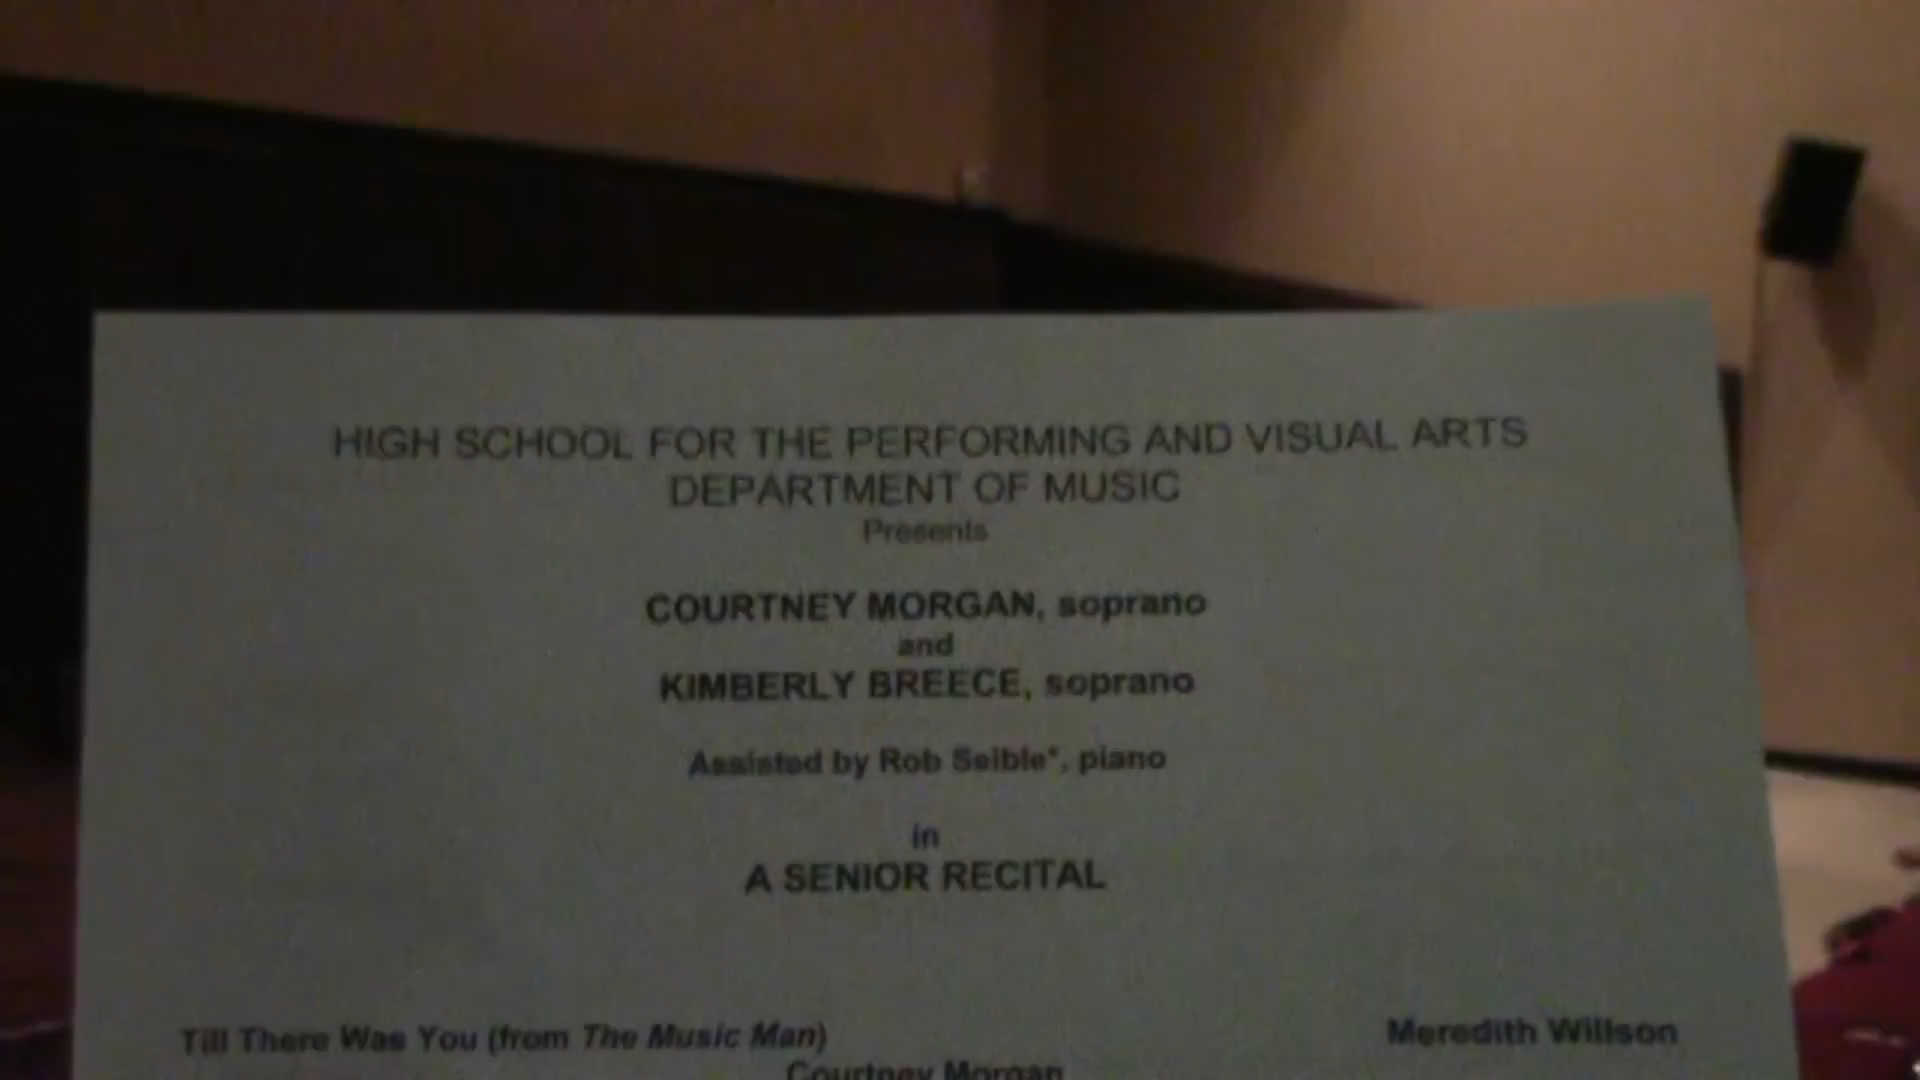 HIGH SCHOOL FOR THE PERFORMING AND VISUAL ARTS
DEPARTMENT OF MUSIC
Presents
COURTNEY MORGAN, soprano
and
KIMBERLY BREECE, soprano
Assisted by Rob Seible*, piano
in
A SENIOR RECITAL
Till There Was You (from The Music Man) Meredith Willson
Courtney Morgan